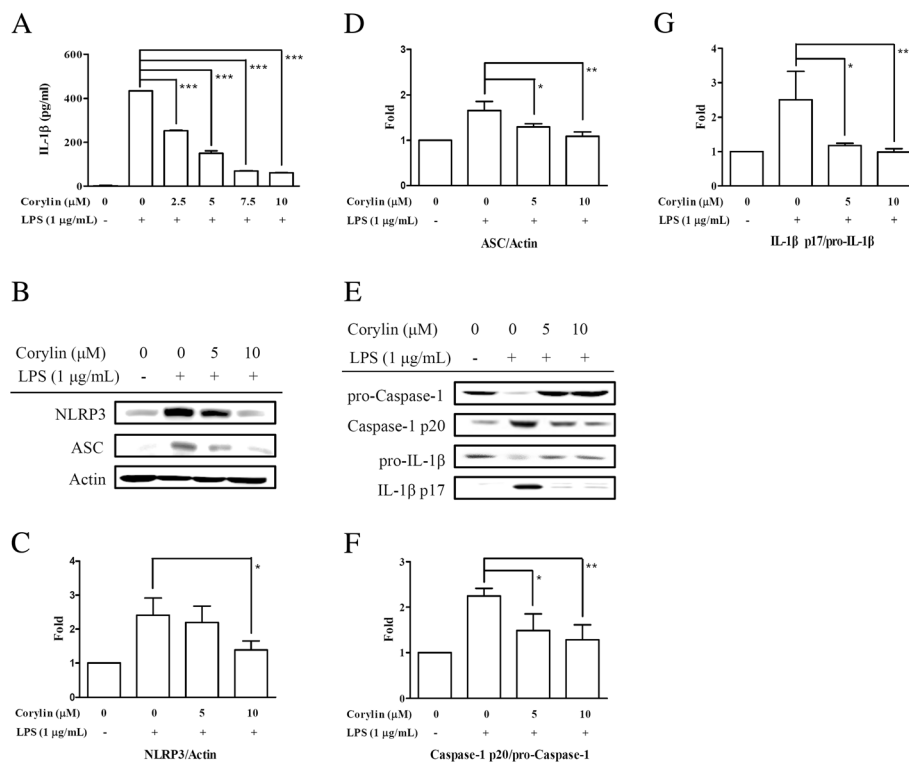 A
IL-1β (pg/ml)
600
400
200
0
***
***
***
***
Corylin (μM) 0 0 2.5 5 7.5 10
LPS (1 μg/mL) - + + + + +
B
Corylin (μM) 0 0 5 10
LPS (1 μg/mL) - + + +
NLRP3
ASC
Actin
C
Fold
4
3
2
1
0
*
Corylin (μM) 0 0 5 10
LPS (1 μg/mL) - + + +
NLRP3/Actin
D
Fold
2
1
0
*
**
Corylin (μM) 0 0 5 10
LPS (1 μg/mL) - + + +
ASC/Actin
E
Corylin (μM) 0 0 5 10
LPS (1 μg/mL) - + + +
pro-Caspase-1
Caspase-1 p20
pro-IL-1β
IL-1β p17
F
Fold
3
2
1
0
*
**
Corylin (μM) 0 0 5 10
LPS (1 μg/mL) - + + +
Caspase-1 p20/pro-Caspase-1
G
Fold
4
3
2
1
0
*
**
Corylin (μM) 0 0 5 10
LPS (1 μg/mL) - + + +
IL-1β p17/pro-IL-1β